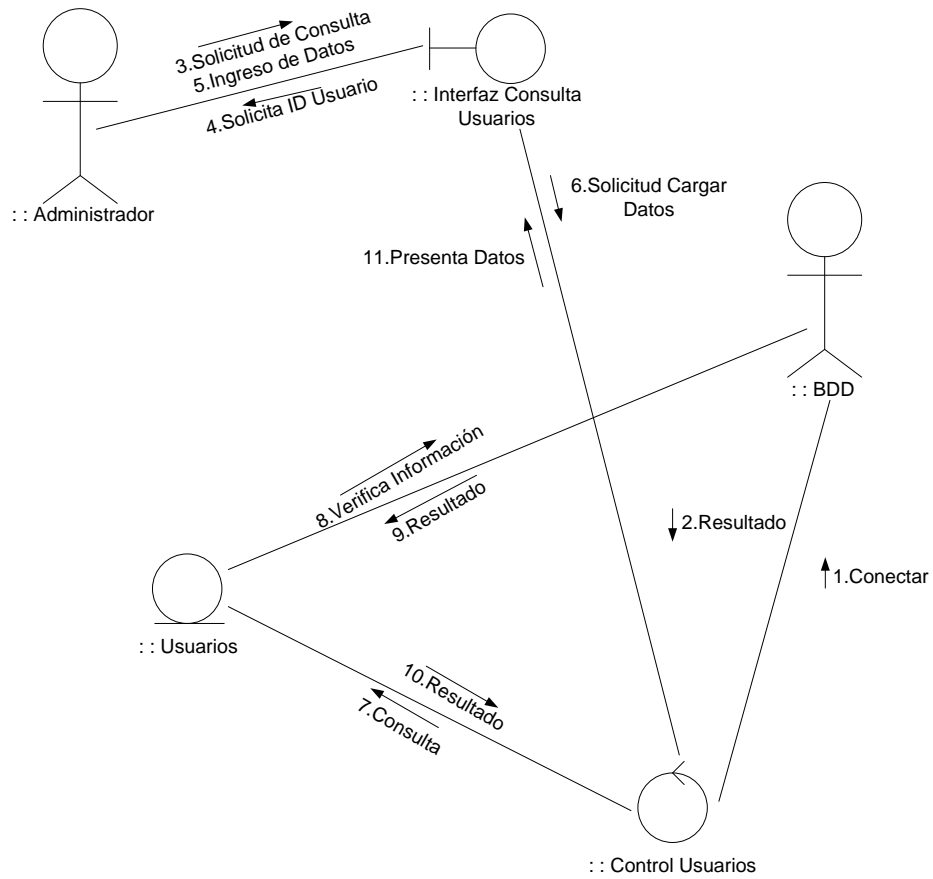 3.Solicitud de Consulta
5.Ingreso de Datos
4.Solicita ID Usuario
: : Interfaz Consulta
Usuarios
: : Administrador
6.Solicitud Cargar
Datos
11.Presenta Datos
: : BDD
8.Verifica Información
9.Resultado
2.Resultado
1.Conectar
: : Usuarios
10.Resultado
7.Consulta
: : Control Usuarios